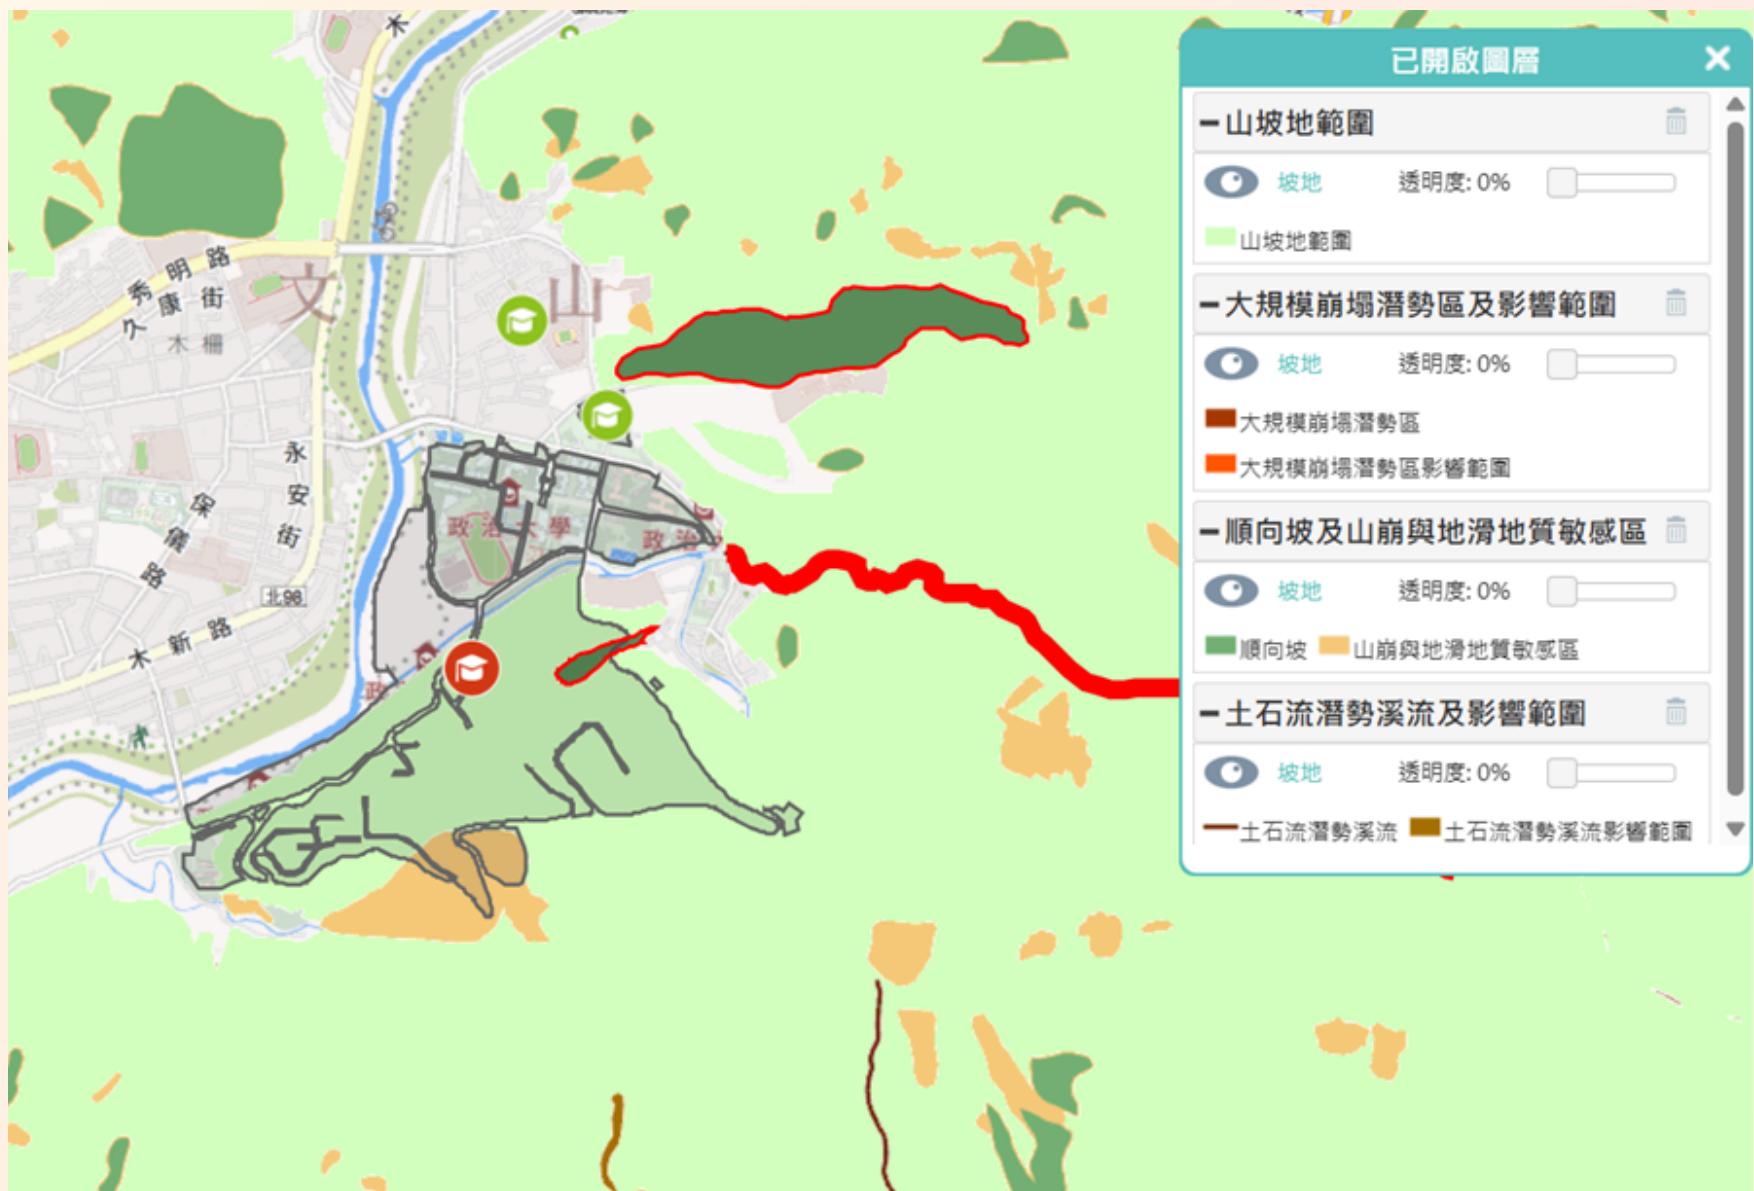 木
秀明路
久康街
木柵
文山
永安街
保儀路
北98
木新路
政治大學
政治
政
已開啟圖層
山坡地範圍
坡地 透明度: 0%
山坡地範圍
大規模崩塌潛勢區及影響範圍
坡地 透明度: 0%
大規模崩塌潛勢區
大規模崩塌潛勢區影響範圍
順向坡及山崩與地滑地質敏感區
坡地 透明度: 0%
順向坡 山崩與地滑地質敏感區
土石流潛勢溪流及影響範圍
坡地 透明度: 0%
土石流潛勢溪流 土石流潛勢溪流影響範圍